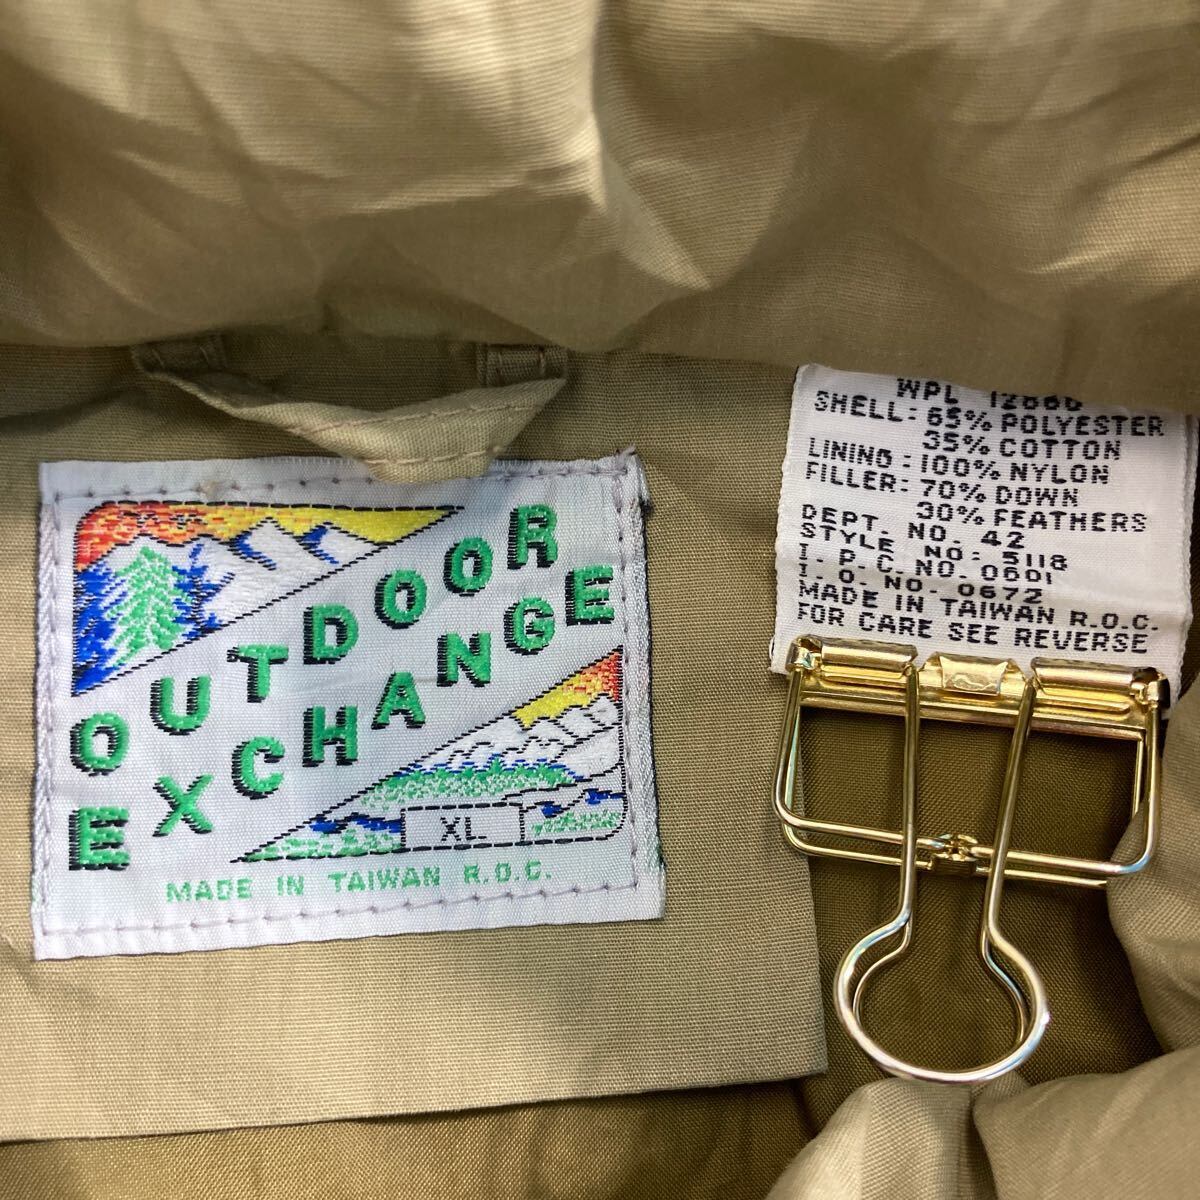 OUTDOOR
EXCHANGE
XL
MADE IN TAIWAN R.O.C.
WPL
SHELL: 65% POLYESTER
35% COTTON
LINING: 100% NYLON
FILLER: 70% DOWN
30% FEATHERS
DEPT. NO. 42
STYLE NO: 5118
I. P. C. NO. 0601
I. O. NO. 0672
MADE IN TAIWAN R.O.C.
FOR CARE SEE REVERSE